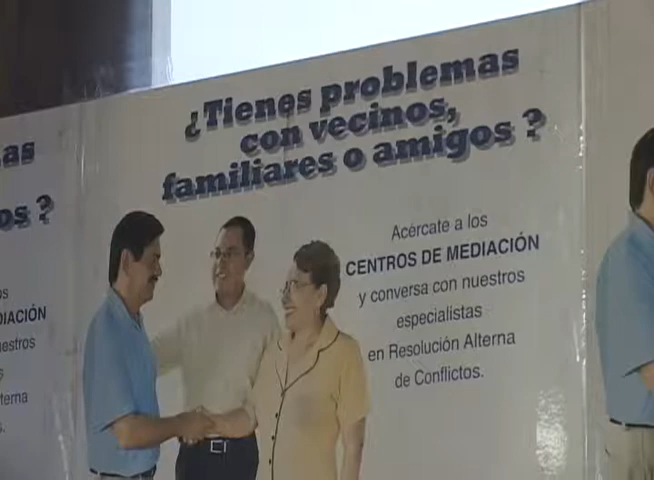 ¿Tienes problemas
con vecinos,
familiares o amigos ?
Acércate a los
CENTROS DE MEDIACIÓN
y conversa con nuestros
especialistas
en Resolución Alterna
de Conflictos.